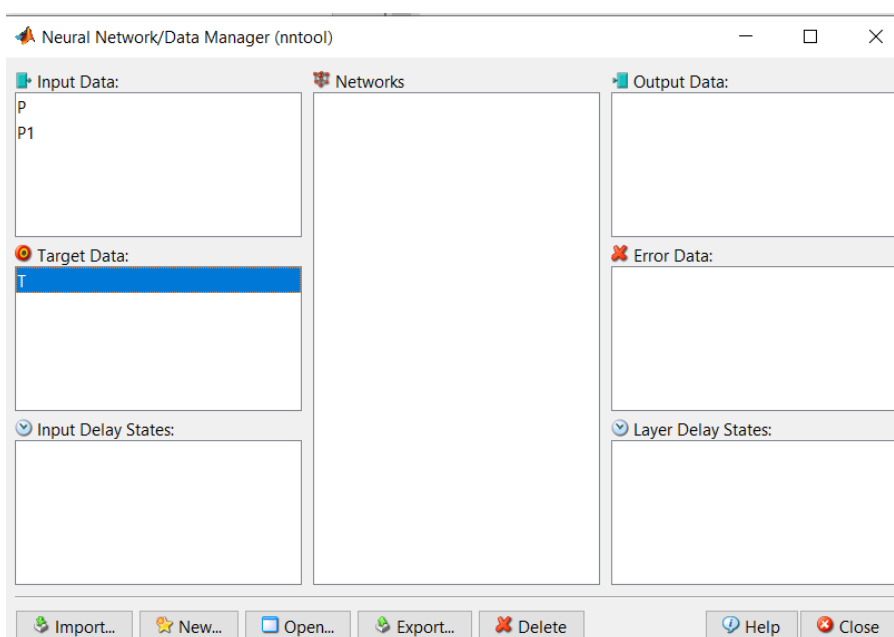 Neural Network/Data Manager (nntool)
Input Data:
P
P1
Networks
Output Data:
Target Data:
T
Error Data:
Input Delay States:
Layer Delay States:
Import... New... Open... Export... Delete Help Close